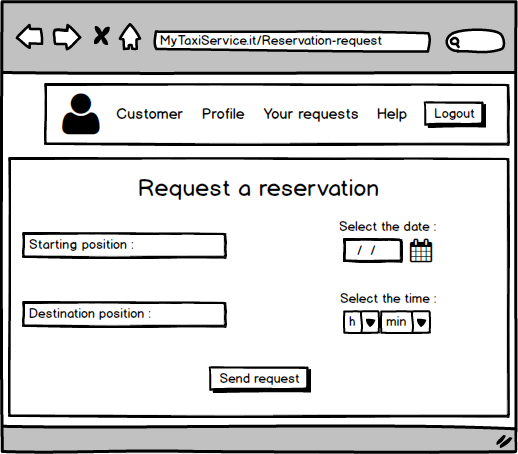 MyTaxiService.it/Reservation-request
Customer Profile Your requests Help Logout
Request a reservation
Select the date :
Starting position :
/ /
Select the time :
Destination position :
h min
Send request